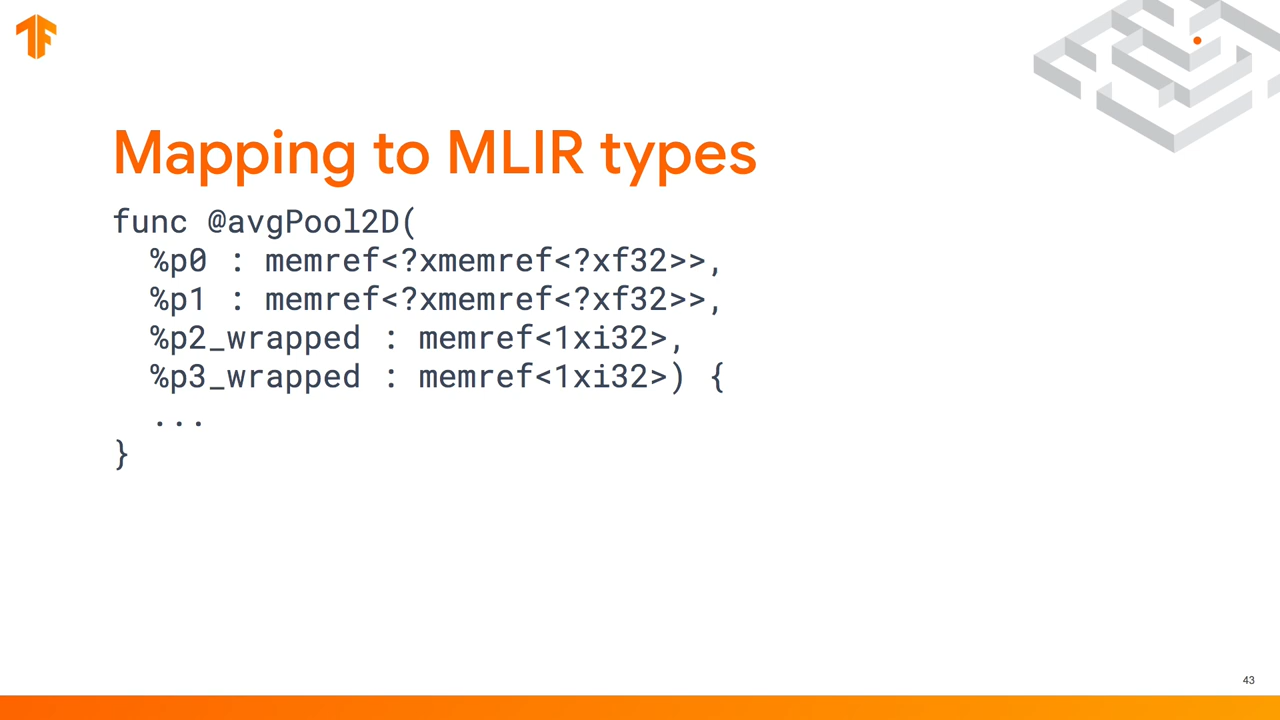 Mapping to MLIR types
func @avgPool2D(
  %p0 : memref<?xmemref<?xf32>>,
  %p1 : memref<?xmemref<?xf32>>,
  %p2_wrapped : memref<1xi32>,
  %p3_wrapped : memref<1xi32>) {
  ...
}
43